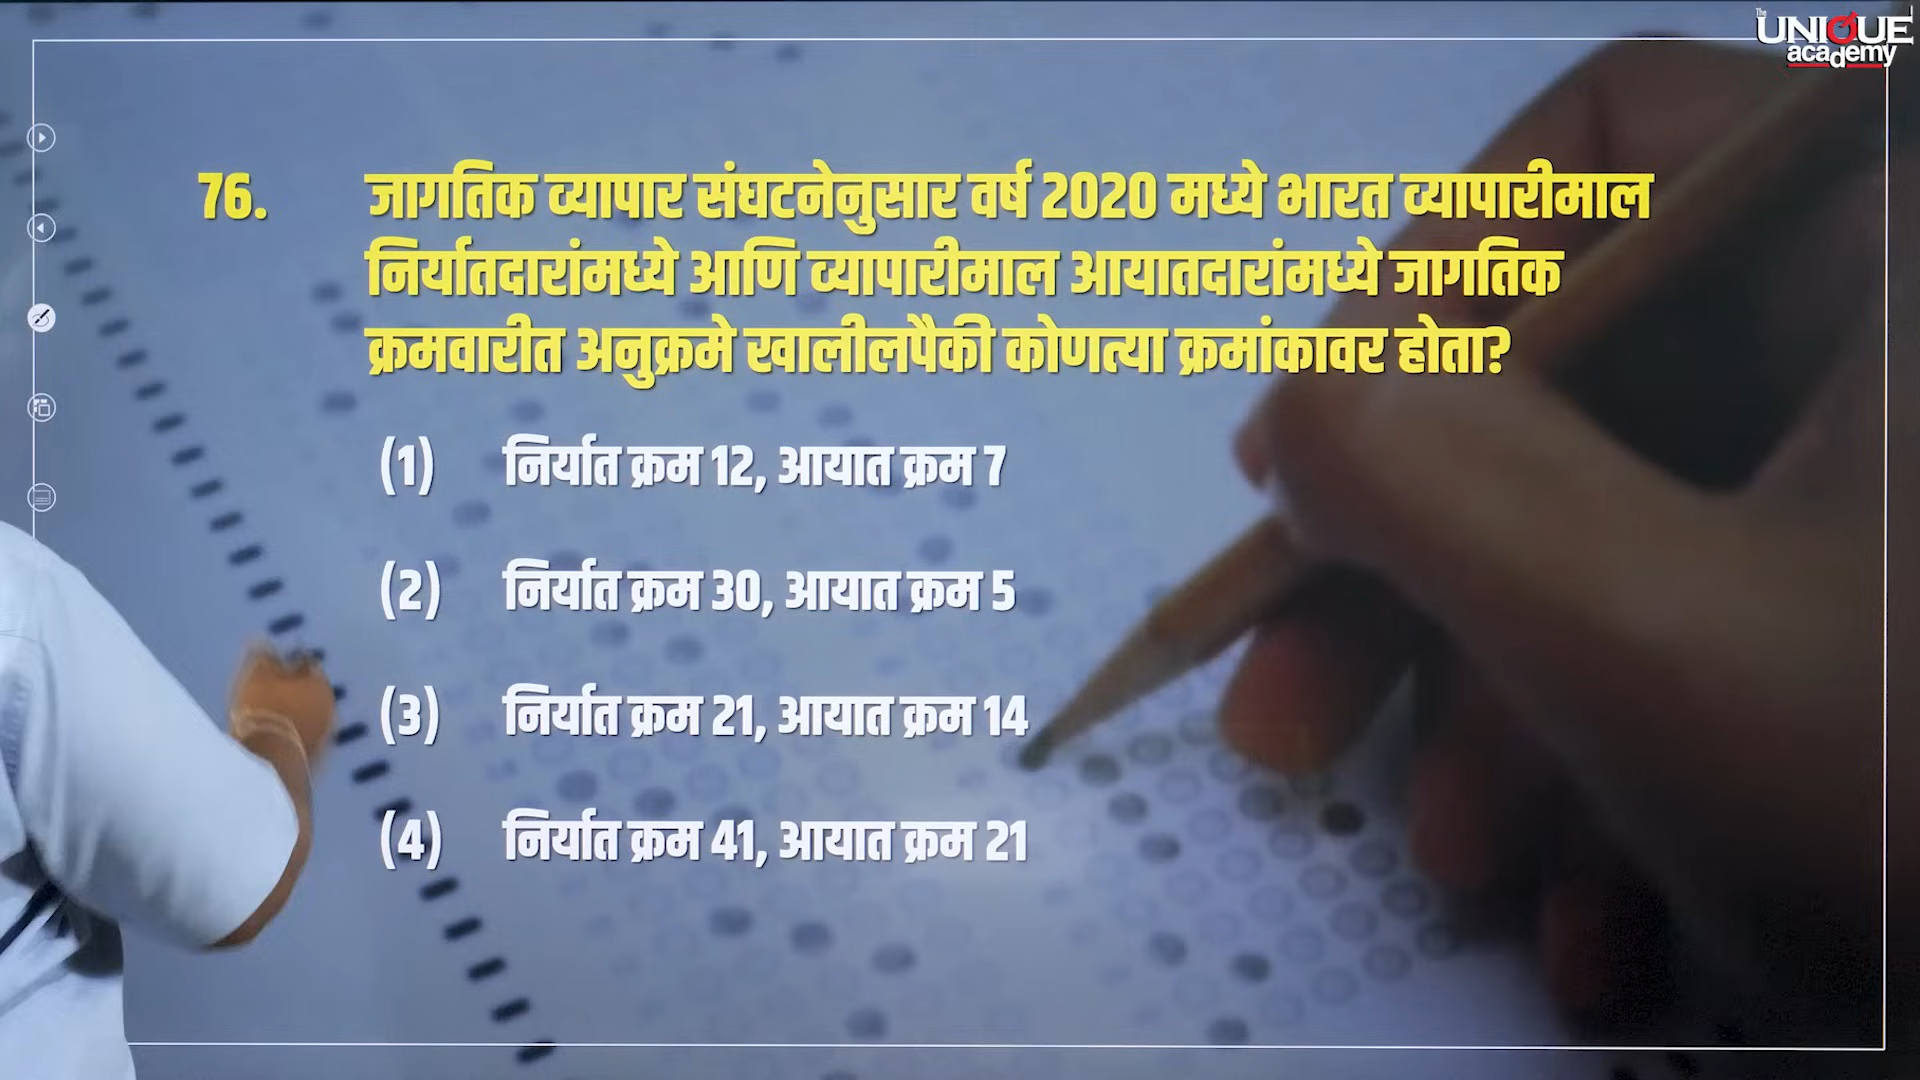 The
UNIQUE
academy
76. जागतिक व्यापार संघटनेनुसार वर्ष 2020 मध्ये भारत व्यापारीमाल
निर्यातदारांमध्ये आणि व्यापारीमाल आयातदारांमध्ये जागतिक
क्रमवारीत अनुक्रमे खालीलपैकी कोणत्या क्रमांकावर होता?
(1) निर्यात क्रम 12, आयात क्रम 7
(2) निर्यात क्रम 30, आयात क्रम 5
(3) निर्यात क्रम 21, आयात क्रम 14
(4) निर्यात क्रम 41, आयात क्रम 21